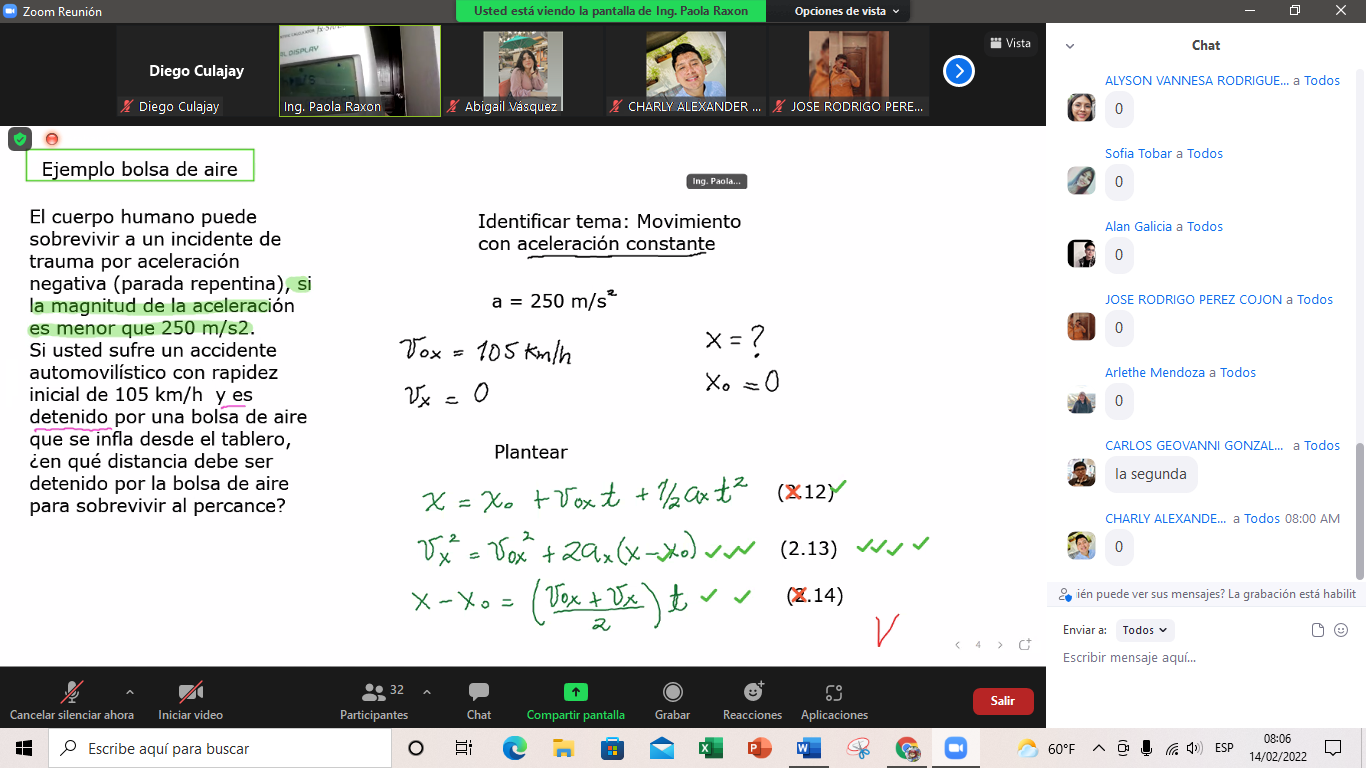 Zoom Reunión
Usted está viendo la pantalla de Ing. Paola Raxon
Opciones de vista
Diego Culajay
Diego Culajay
Ing. Paola Raxon
Abigail Vásquez
CHARLY ALEXANDER ...
JOSE RODRIGO PERE...
Vista
Ing. Paola...
Ejemplo bolsa de aire
El cuerpo humano puede
sobrevivir a un incidente de
trauma por aceleración
negativa (parada repentina), si
la magnitud de la aceleración
es menor que 250 m/s2.
Si usted sufre un accidente
automovilístico con rapidez
inicial de 105 km/h y es
detenido por una bolsa de aire
que se infla desde el tablero,
¿en qué distancia debe ser
detenido por la bolsa de aire
para sobrevivir al percance?
Identificar tema: Movimiento
con aceleración constante
a = 250 m/s²
v₀ₓ = 105 km/h
vₓ = 0
x = ?
x₀ = 0
Plantear
x = x₀ + v₀ₓt + 1/2 aₓt² (2.12)
vₓ² = v₀ₓ² + 2aₓ(x − x₀) (2.13)
x − x₀ = ((v₀ₓ + vₓ)/2) t (2.14)
V
4
Chat
ALYSON VANNESA RODRIGUE... a Todos
0
Sofia Tobar a Todos
0
Alan Galicia a Todos
0
JOSE RODRIGO PEREZ COJON a Todos
0
Arlethe Mendoza a Todos
0
CARLOS GEOVANNI GONZAL... a Todos
la segunda
CHARLY ALEXANDE... a Todos 08:00 AM
0
ién puede ver sus mensajes? La grabación está habilit
Enviar a: Todos
Escribir mensaje aquí...
Cancelar silenciar ahora
Iniciar video
32
Participantes
Chat
Compartir pantalla
Grabar
Reacciones
Aplicaciones
Salir
Escribe aquí para buscar
60°F
ESP
08:06
14/02/2022